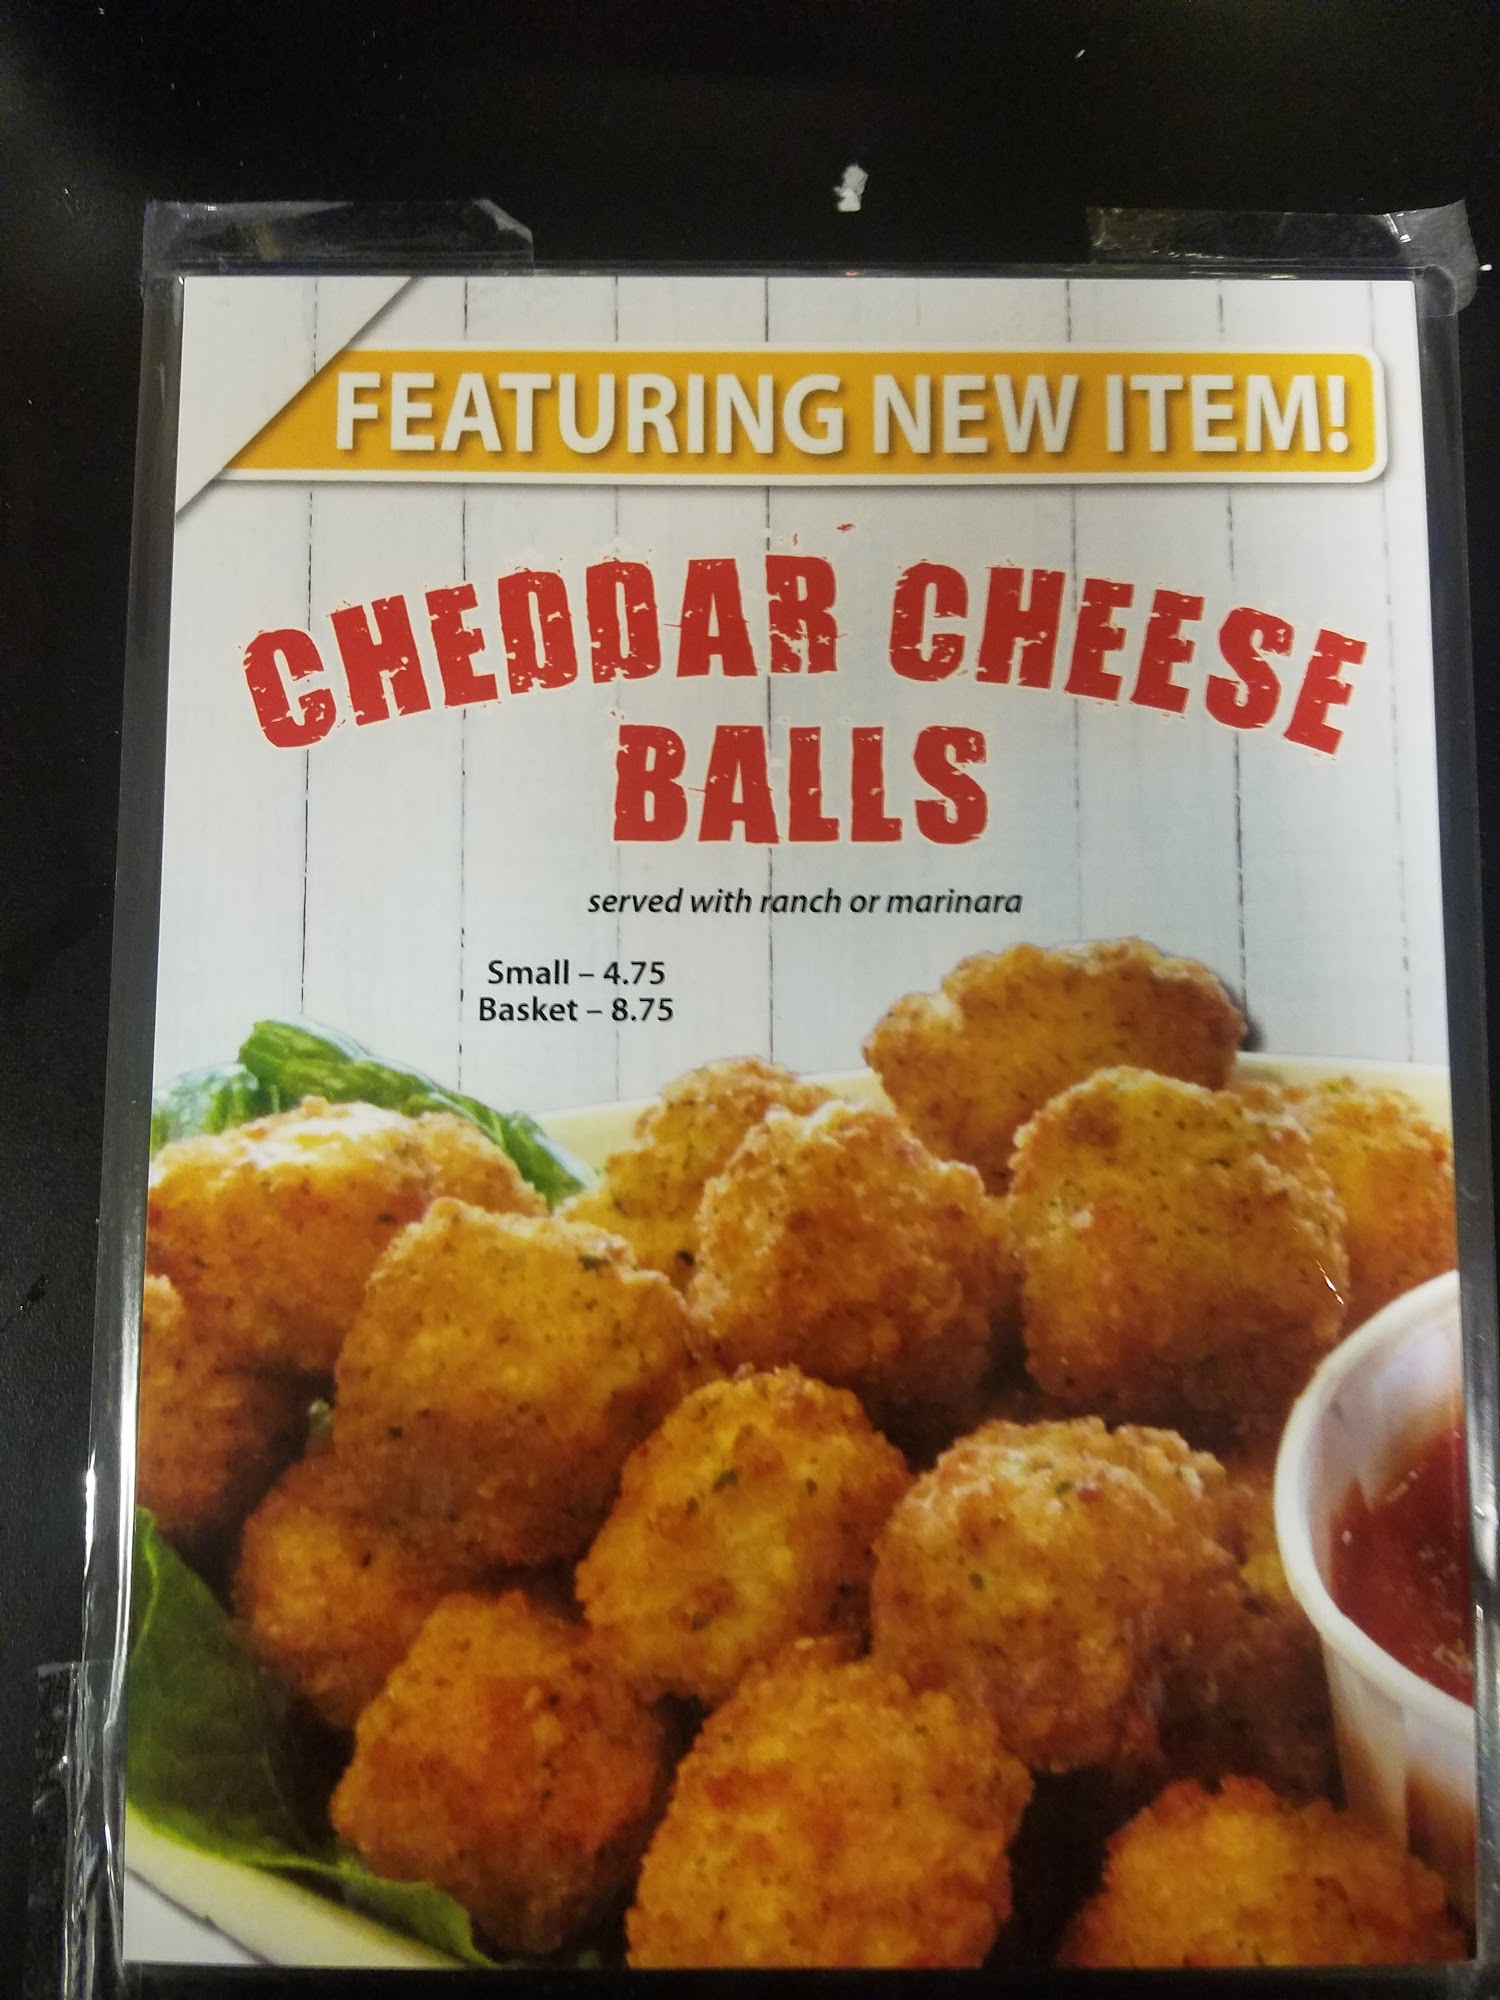 FEATURING NEW ITEM!
CHEDDAR CHEESE
BALLS
served with ranch or marinara
Small – 4.75
Basket – 8.75